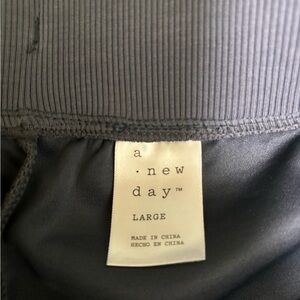 a
· new
day™
LARGE
MADE IN CHINA
HECHO EN CHINA